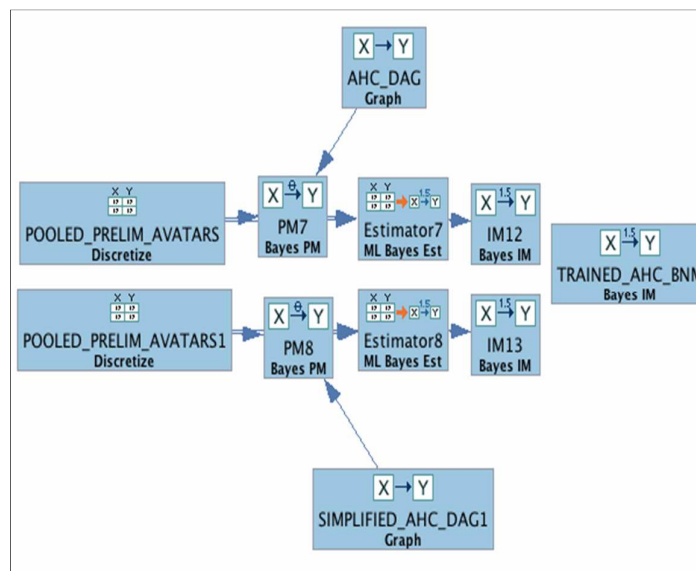 X Y
AHC_DAG
Graph
X Y
POOLED_PRELIM_AVATARS
Discretize
X θ Y
PM7
Bayes PM
X Y
X 1.5 Y
Estimator7
ML Bayes Est
X 1.5 Y
IM12
Bayes IM
X 1.5 Y
TRAINED_AHC_BNM
Bayes IM
X Y
POOLED_PRELIM_AVATARS1
Discretize
X θ Y
PM8
Bayes PM
X Y
X 1.5 Y
Estimator8
ML Bayes Est
X 1.5 Y
IM13
Bayes IM
X Y
SIMPLIFIED_AHC_DAG1
Graph